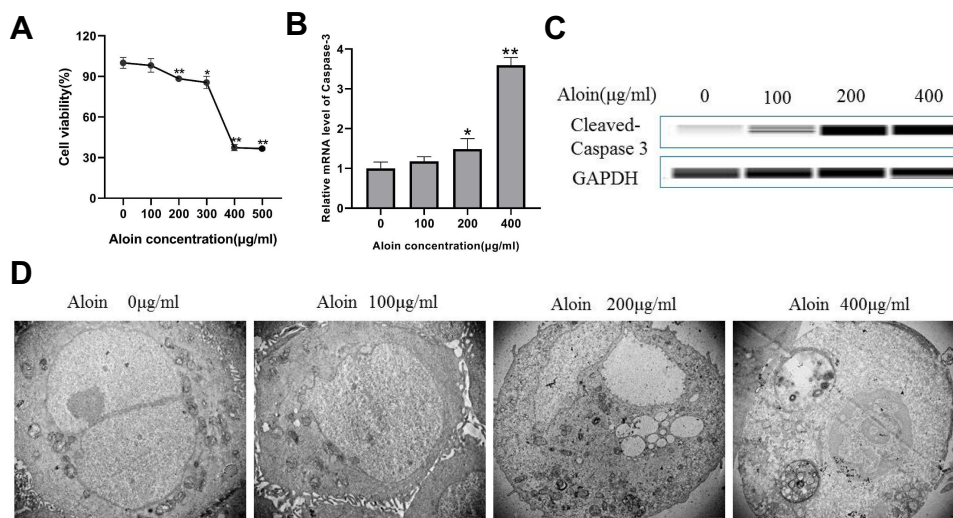 A
120
90
60
30
0
Cell viability(%)
**
*
**
**
0 100 200 300 400 500
Aloin concentration(μg/ml)
B
4
3
2
1
0
Relative mRNA level of Caspase-3
*
**
0 100 200 400
Aloin concentration(μg/ml)
C
Aloin(μg/ml) 0 100 200 400
Cleaved-
Caspase 3
GAPDH
D
Aloin 0μg/ml
Aloin 100μg/ml
Aloin 200μg/ml
Aloin 400μg/ml